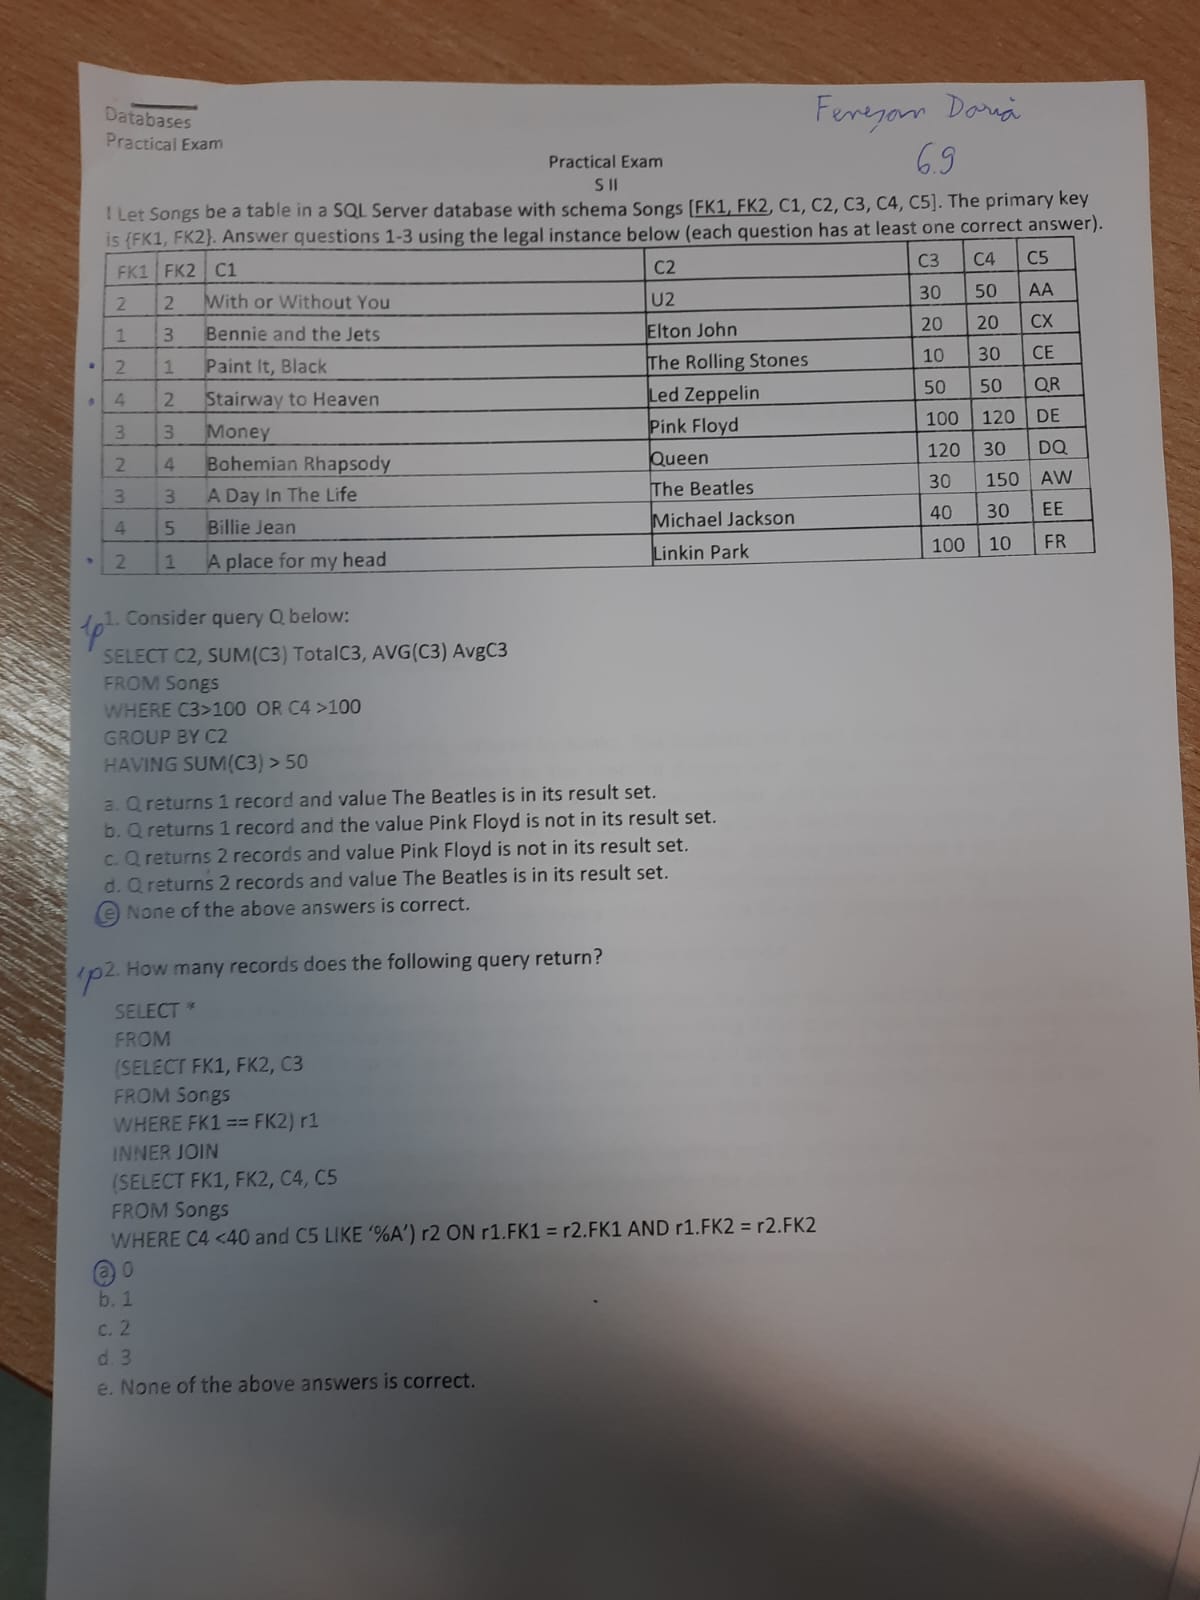 Databases
Practical Exam
Daria
6.9
Practical Exam
S II
! Let Songs be a table in a SQL Server database with schema Songs [FK1, FK2, C1, C2, C3, C4, C5]. The primary key
is {FK1, FK2}. Answer questions 1-3 using the legal instance below (each question has at least one correct answer).
FK1 FK2 C1 C2 C3 C4 C5
2 2 With or Without You U2 30 50 AA
1 3 Bennie and the Jets Elton John 20 20 CX
2 1 Paint It, Black The Rolling Stones 10 30 CE
4 2 Stairway to Heaven Led Zeppelin 50 50 QR
3 3 Money Pink Floyd 100 120 DE
2 4 Bohemian Rhapsody Queen 120 30 DQ
3 3 A Day In The Life The Beatles 30 150 AW
4 5 Billie Jean Michael Jackson 40 30 EE
2 1 A place for my head Linkin Park 100 10 FR
1p 1. Consider query Q below:
SELECT C2, SUM(C3) TotalC3, AVG(C3) AvgC3
FROM Songs
WHERE C3>100 OR C4 >100
GROUP BY C2
HAVING SUM(C3) > 50
a. Q returns 1 record and value The Beatles is in its result set.
b. Q returns 1 record and the value Pink Floyd is not in its result set.
c. Q returns 2 records and value Pink Floyd is not in its result set.
d. Q returns 2 records and value The Beatles is in its result set.
e. None of the above answers is correct.
1p 2. How many records does the following query return?
SELECT *
FROM
(SELECT FK1, FK2, C3
FROM Songs
WHERE FK1 == FK2) r1
INNER JOIN
(SELECT FK1, FK2, C4, C5
FROM Songs
WHERE C4 <40 and C5 LIKE ‘%A’) r2 ON r1.FK1 = r2.FK1 AND r1.FK2 = r2.FK2
a. 0
b. 1
c. 2
d. 3
e. None of the above answers is correct.